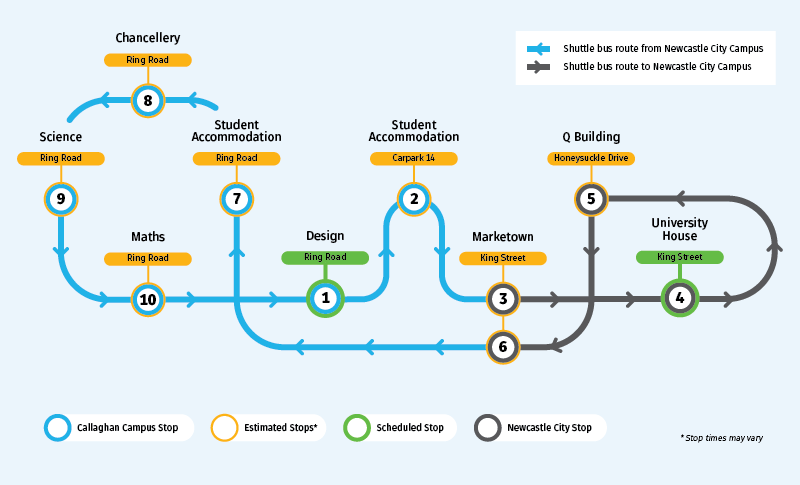 Chancellery
Ring Road
8
Shuttle bus route from Newcastle City Campus
Shuttle bus route to Newcastle City Campus
Science
Ring Road
9
Student
Accommodation
Ring Road
7
Student
Accommodation
Carpark 14
2
Q Building
Honeysuckle Drive
5
Maths
Ring Road
10
Design
Ring Road
1
Marketown
King Street
3
6
University
House
King Street
4
Callaghan Campus Stop
Estimated Stops*
Scheduled Stop
Newcastle City Stop
* Stop times may vary